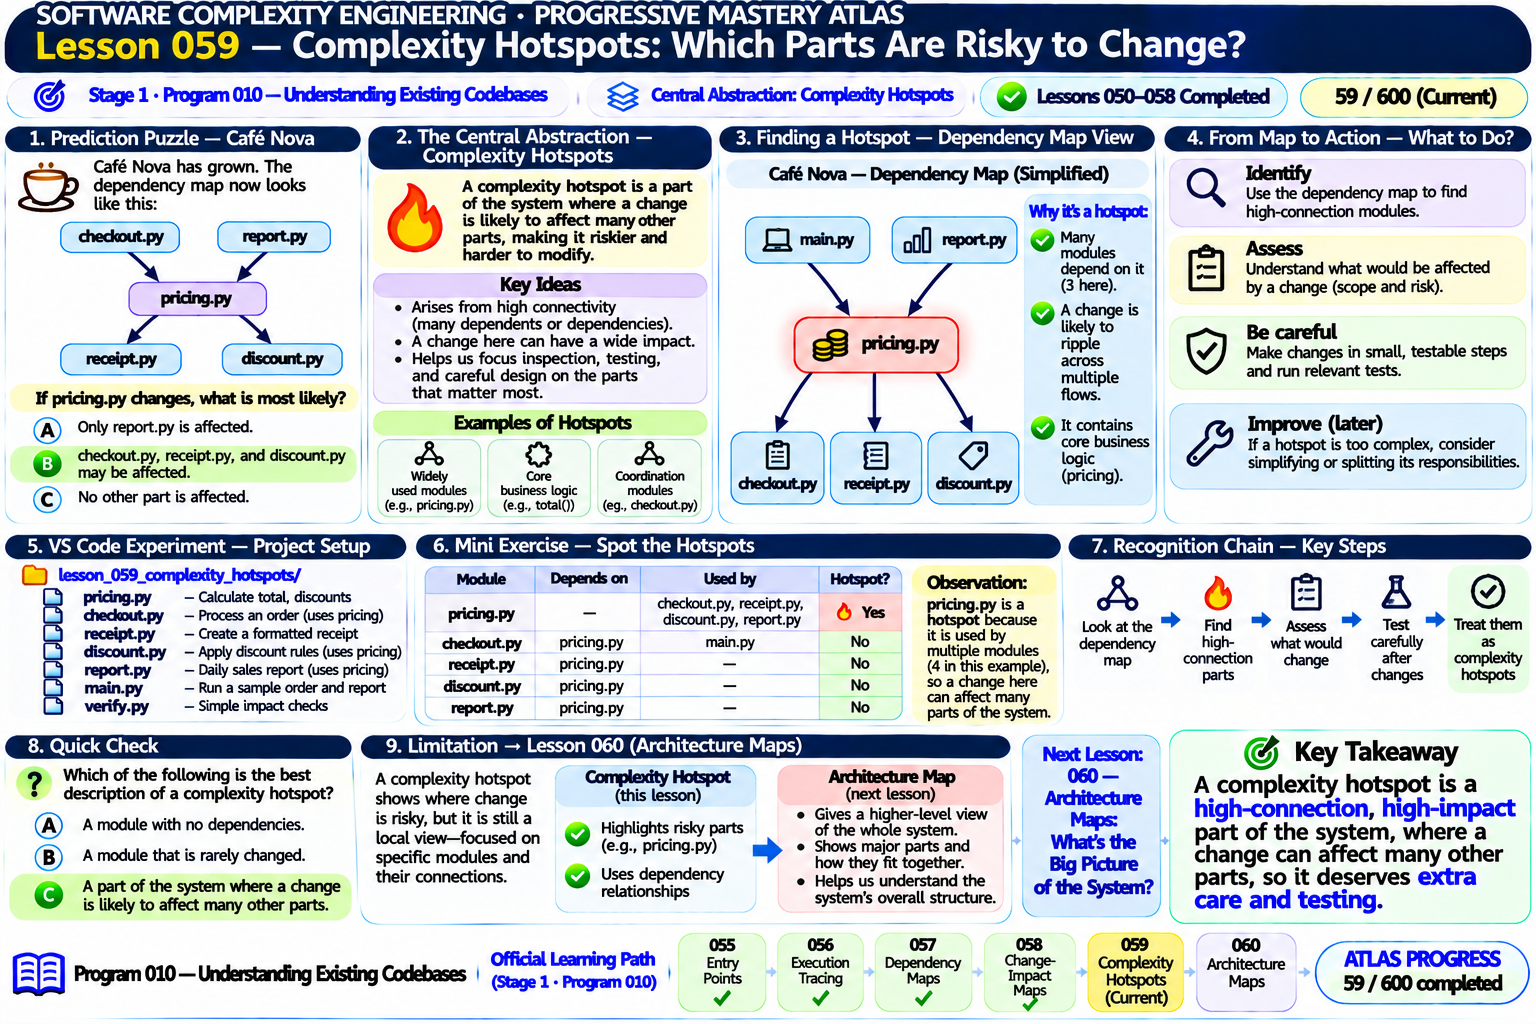 SOFTWARE COMPLEXITY ENGINEERING · PROGRESSIVE MASTERY ATLAS
Lesson 059 — Complexity Hotspots: Which Parts Are Risky to Change?
Stage 1 · Program 010 — Understanding Existing Codebases
Central Abstraction: Complexity Hotspots
Lessons 050–058 Completed
59 / 600 (Current)
1. Prediction Puzzle — Café Nova
Café Nova has grown. The
dependency map now looks
like this:
checkout.py
report.py
pricing.py
receipt.py
discount.py
If pricing.py changes, what is most likely?
A
Only report.py is affected.
B
checkout.py, receipt.py, and discount.py
may be affected.
C
No other part is affected.
2. The Central Abstraction —
Complexity Hotspots
A complexity hotspot is a part
of the system where a change
is likely to affect many other
parts, making it riskier and
harder to modify.
Key Ideas
• Arises from high connectivity
(many dependents or dependencies).
• A change here can have a wide impact.
• Helps us focus inspection, testing,
and careful design on the parts
that matter most.
Examples of Hotspots
Widely
used modules
(e.g., pricing.py)
Core
business logic
(e.g., total())
Coordination
modules
(eg., checkout.py)
3. Finding a Hotspot — Dependency Map View
Café Nova — Dependency Map (Simplified)
main.py
report.py
pricing.py
checkout.py
receipt.py
discount.py
Why it's a hotspot:
Many
modules
depend on it
(3 here).
A change is
likely to
ripple
across
multiple
flows.
It contains
core business
logic
(pricing).
4. From Map to Action — What to Do?
Identify
Use the dependency map to find
high-connection modules.
Assess
Understand what would be affected
by a change (scope and risk).
Be careful
Make changes in small, testable steps
and run relevant tests.
Improve (later)
If a hotspot is too complex, consider
simplifying or splitting its responsibilities.
5. VS Code Experiment — Project Setup
lesson_059_complexity_hotspots/
pricing.py — Calculate total, discounts
checkout.py — Process an order (uses pricing)
receipt.py — Create a formatted receipt
discount.py — Apply discount rules (uses pricing)
report.py — Daily sales report (uses pricing)
main.py — Run a sample order and report
verify.py — Simple impact checks
6. Mini Exercise — Spot the Hotspots
Module Depends on Used by Hotspot?
pricing.py — checkout.py, receipt.py,
discount.py, report.py Yes
checkout.py pricing.py main.py No
receipt.py pricing.py — No
discount.py pricing.py — No
report.py pricing.py — No
Observation:
pricing.py is a
hotspot because
it is used by
multiple modules
(4 in this example),
so a change here
can affect many
parts of the system.
7. Recognition Chain — Key Steps
Look at the
dependency
map
Find
high-
connection
parts
Assess
what would
change
Test
carefully
after
changes
Treat them
as
complexity
hotspots
8. Quick Check
?
Which of the following is the best
description of a complexity hotspot?
A
A module with no dependencies.
B
A module that is rarely changed.
C
A part of the system where a change
is likely to affect many other parts.
9. Limitation → Lesson 060 (Architecture Maps)
A complexity hotspot
shows where change
is risky, but it is still a
local view—focused on
specific modules and
their connections.
Complexity Hotspot
(this lesson)
Highlights risky parts
(e.g., pricing.py)
Uses dependency
relationships
Architecture Map
(next lesson)
• Gives a higher-level view
of the whole system.
• Shows major parts and
how they fit together.
• Helps us understand the
system's overall structure.
Next Lesson:
060 —
Architecture
Maps:
What's the
Big Picture
of the System?
Key Takeaway
A complexity hotspot is a
high-connection, high-impact
part of the system, where a
change can affect many other
parts, so it deserves extra
care and testing.
Program 010 — Understanding Existing Codebases
Official Learning Path
(Stage 1 · Program 010)
055
Entry
Points
056
Execution
Tracing
057
Dependency
Maps
058
Change-
Impact
Maps
059
Complexity
Hotspots
(Current)
060
Architecture
Maps
ATLAS PROGRESS
59 / 600 completed